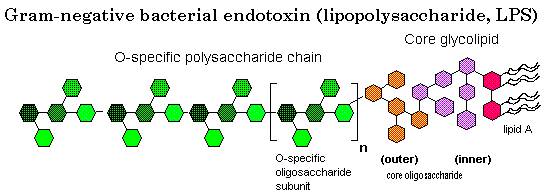 Gram-negative bacterial endotoxin (lipopolysaccharide, LPS)
Core glycolipid
O-specific polysaccharide chain
n
lipid A
O-specific
oligosaccharide
subunit
(outer) (inner)
core oligosaccharide